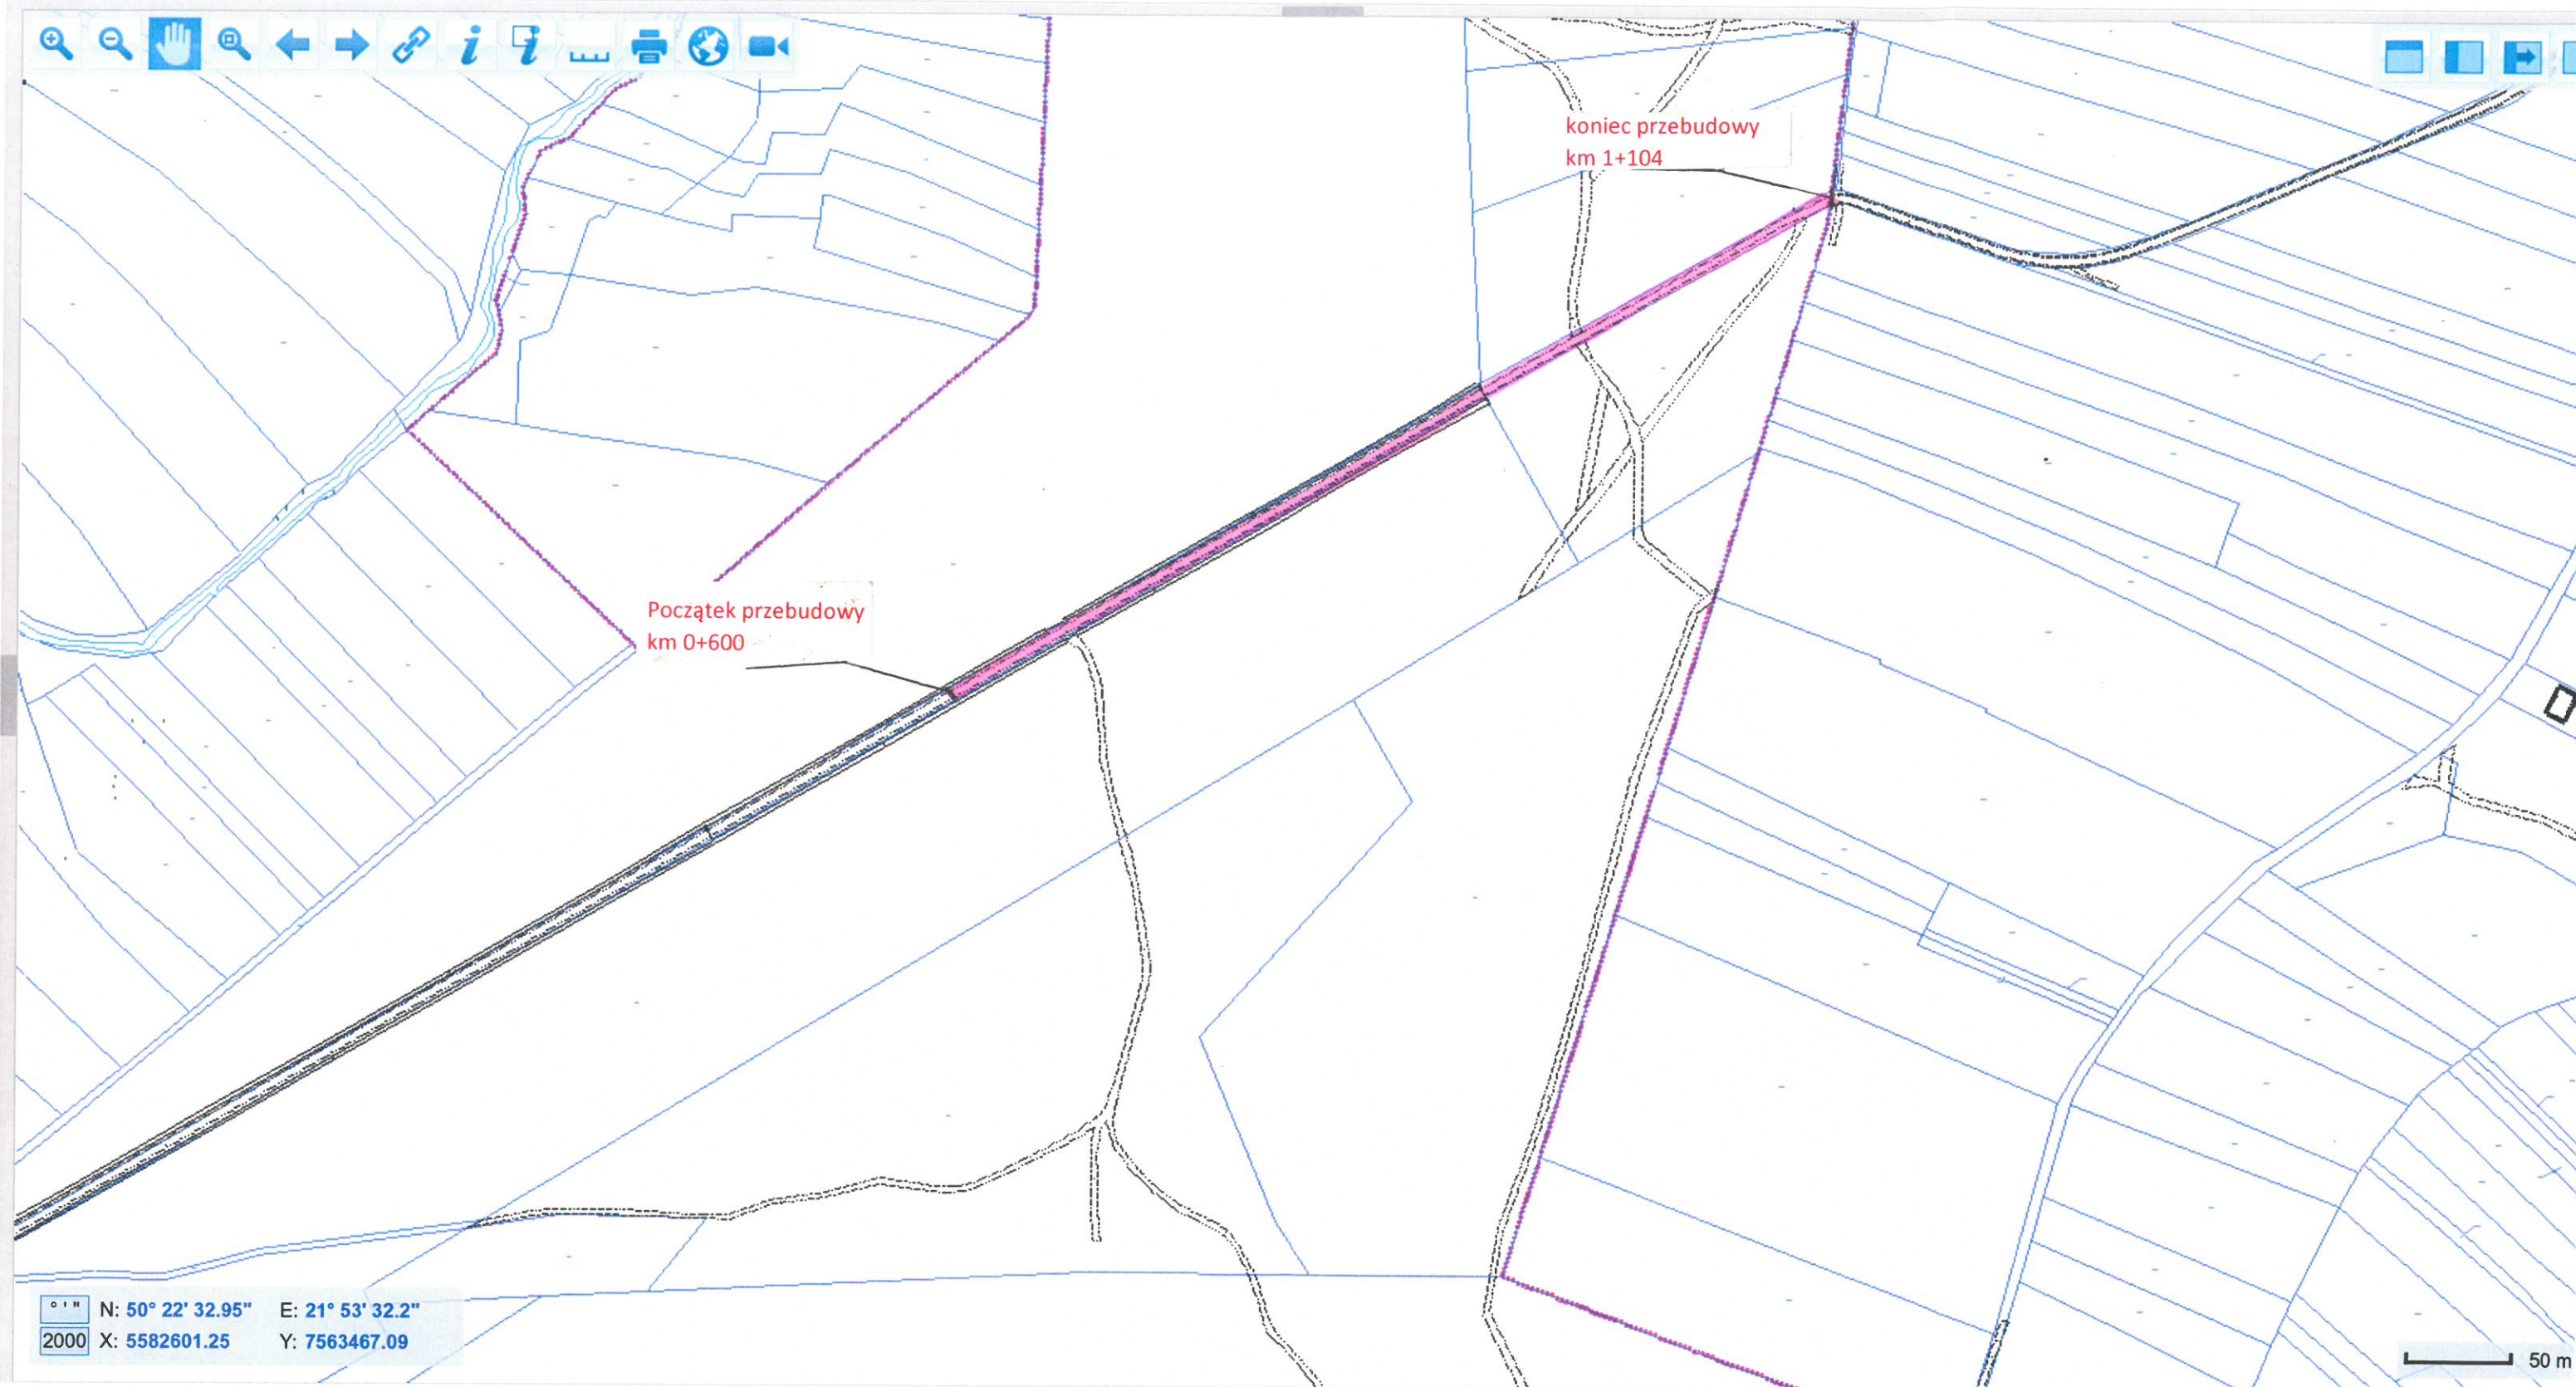 koniec przebudowy
km 1+104
Początek przebudowy
km 0+600
° ' " N: 50° 22' 32.95" E: 21° 53' 32.2"
2000 X: 5582601.25 Y: 7563467.09
50 m